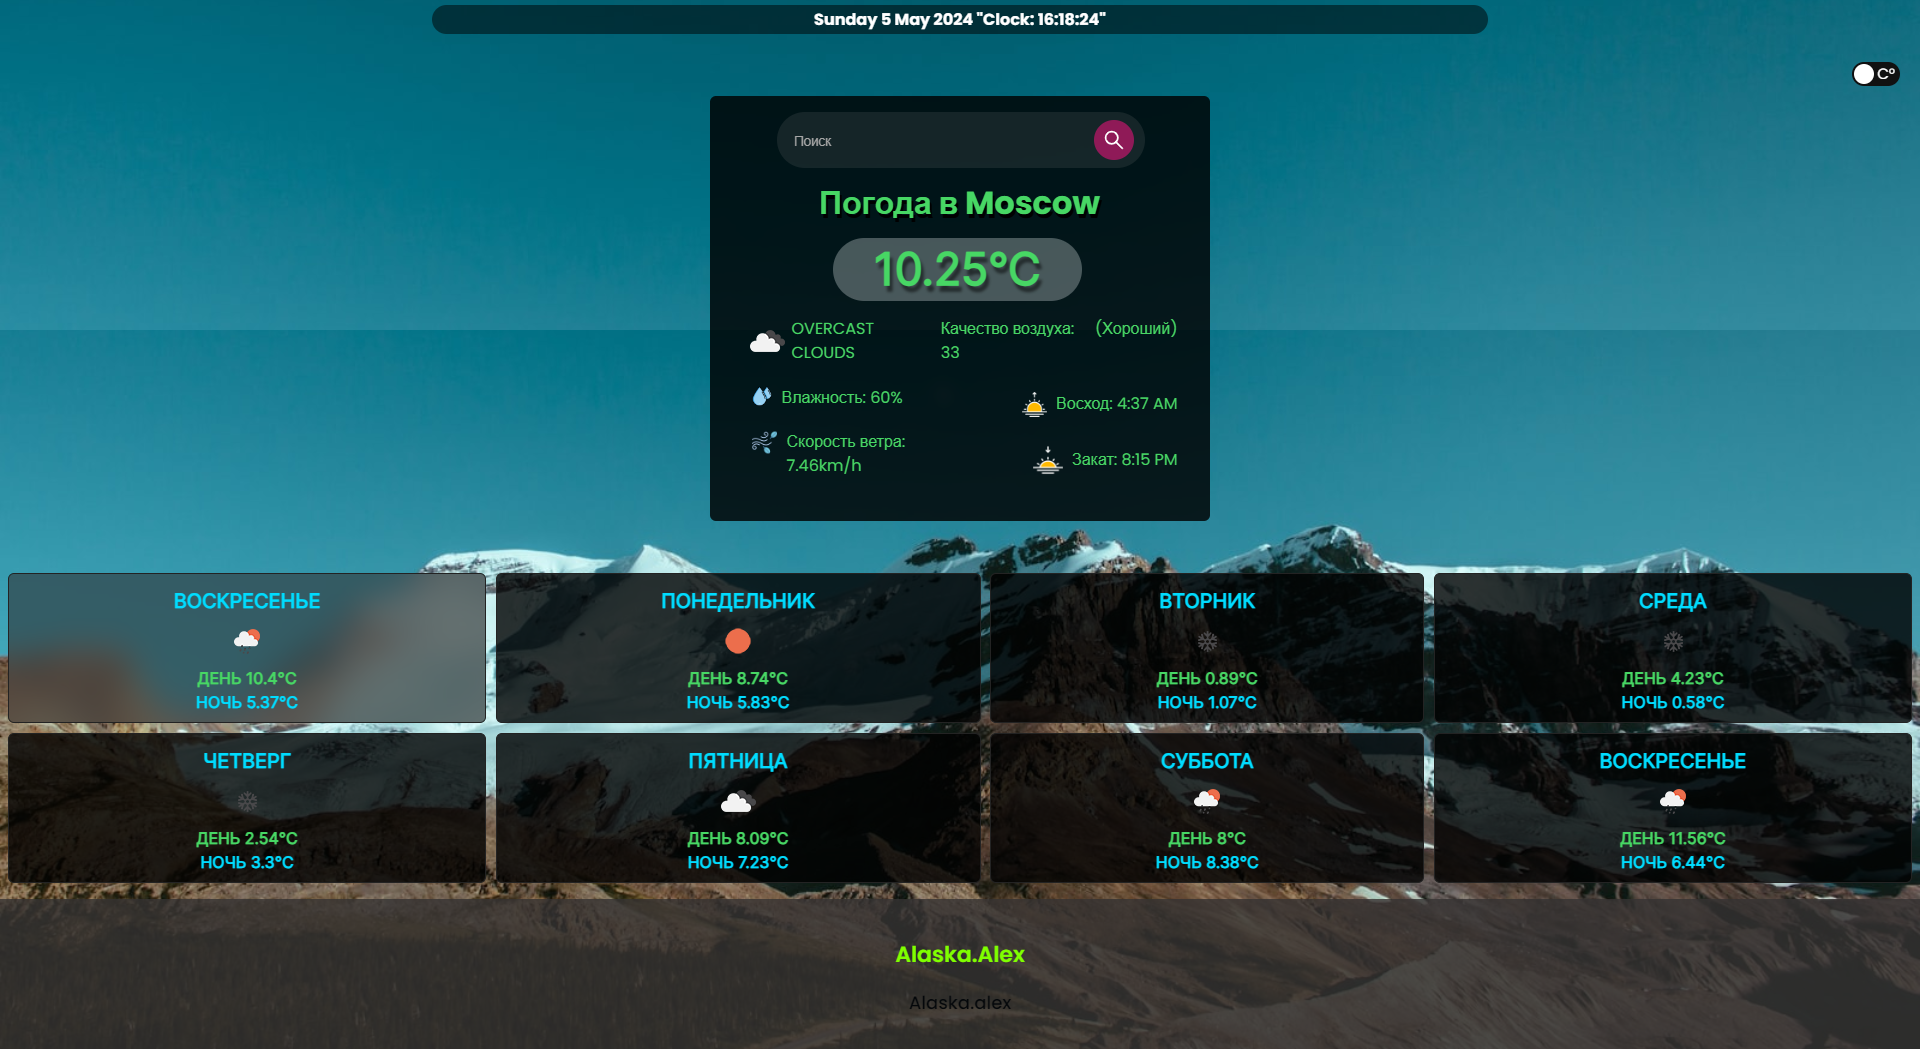 Sunday 5 May 2024 "Clock: 16:18:24"
C°
Поиск
Погода в Moscow
10.25°C
OVERCAST
CLOUDS
Качество воздуха: (Хороший)
33
Влажность: 60%
Восход: 4:37 AM
Скорость ветра:
7.46km/h
Закат: 8:15 PM
ВОСКРЕСЕНЬЕ
ДЕНЬ 10.4°C
НОЧЬ 5.37°C
ПОНЕДЕЛЬНИК
ДЕНЬ 8.74°C
НОЧЬ 5.83°C
ВТОРНИК
ДЕНЬ 0.89°C
НОЧЬ 1.07°C
СРЕДА
ДЕНЬ 4.23°C
НОЧЬ 0.58°C
ЧЕТВЕРГ
ДЕНЬ 2.54°C
НОЧЬ 3.3°C
ПЯТНИЦА
ДЕНЬ 8.09°C
НОЧЬ 7.23°C
СУББОТА
ДЕНЬ 8°C
НОЧЬ 8.38°C
ВОСКРЕСЕНЬЕ
ДЕНЬ 11.56°C
НОЧЬ 6.44°C
Alaska.Alex
Alaska.alex